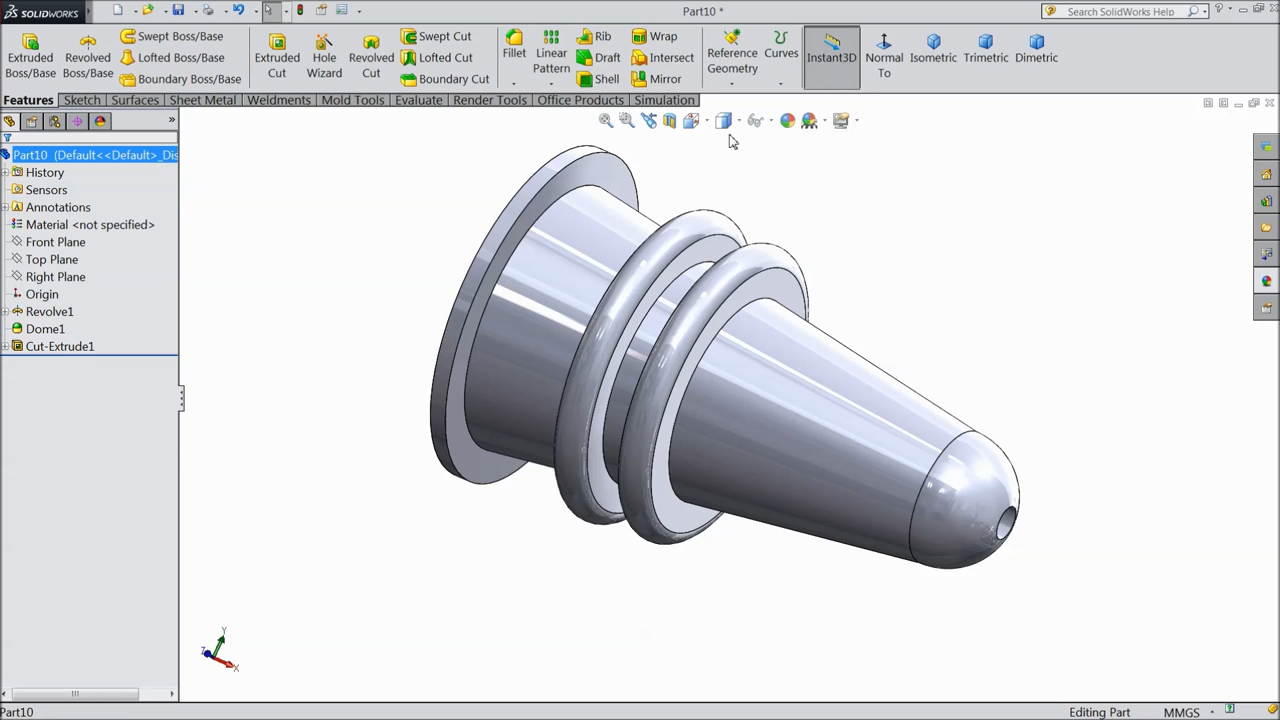 SOLIDWORKS
Part10 *
Search SolidWorks Help
Extruded Boss/Base
Revolved Boss/Base
Swept Boss/Base
Lofted Boss/Base
Boundary Boss/Base
Extruded Cut
Hole Wizard
Revolved Cut
Swept Cut
Lofted Cut
Boundary Cut
Fillet
Linear Pattern
Rib
Draft
Shell
Wrap
Intersect
Mirror
Reference Geometry
Curves
Instant3D
Normal To
Isometric
Trimetric
Dimetric
Features
Sketch
Surfaces
Sheet Metal
Weldments
Mold Tools
Evaluate
Render Tools
Office Products
Simulation
Part10 (Default<<Default>_Dis
History
Sensors
Annotations
Material <not specified>
Front Plane
Top Plane
Right Plane
Origin
Revolve1
Dome1
Cut-Extrude1
Y
Z
X
Part10
Editing Part
MMGS